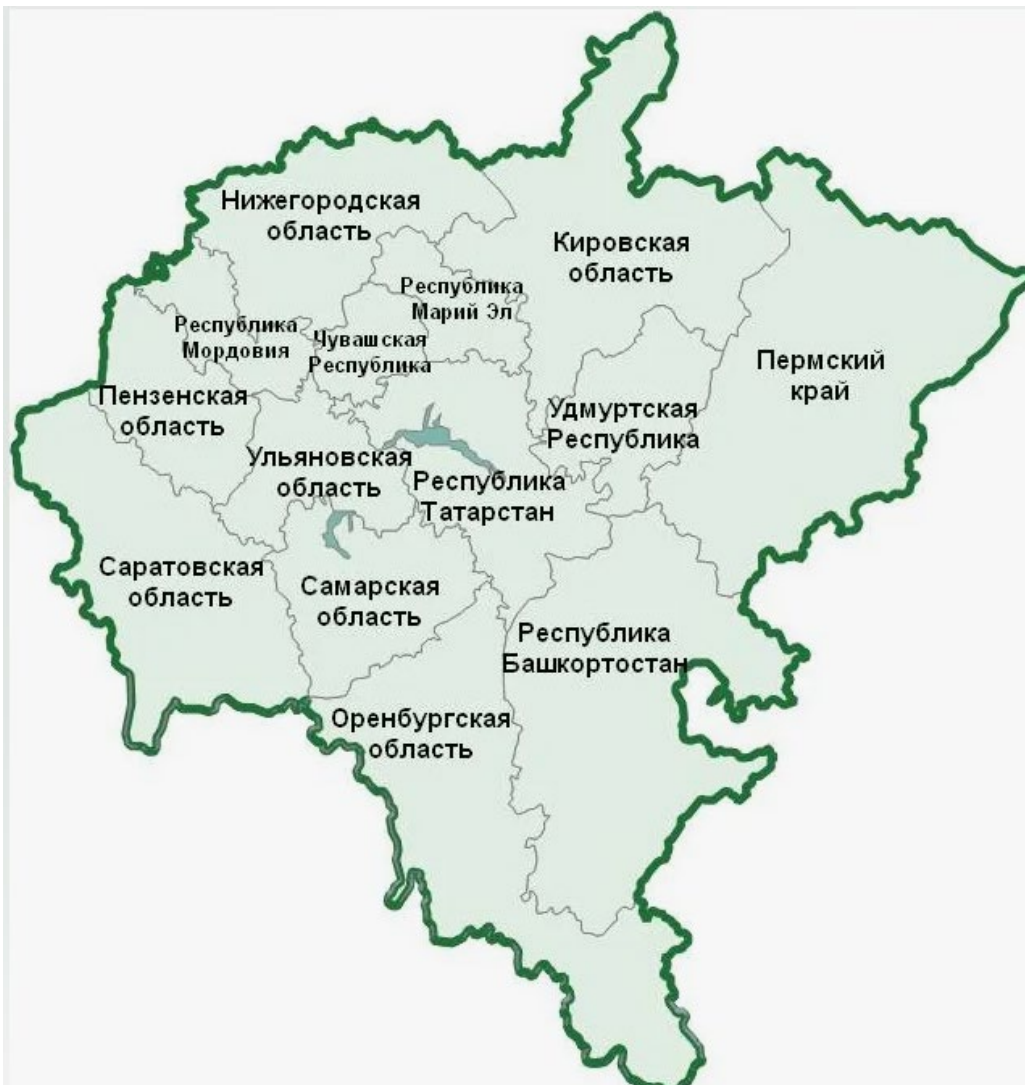 Нижегородская
область
Кировская
область
Республика
Марий Эл
Республика
Мордовия
Чувашская
Республика
Пермский
край
Пензенская
область
Удмуртская
Республика
Ульяновская
область
Республика
Татарстан
Саратовская
область
Самарская
область
Республика
Башкортостан
Оренбургская
область